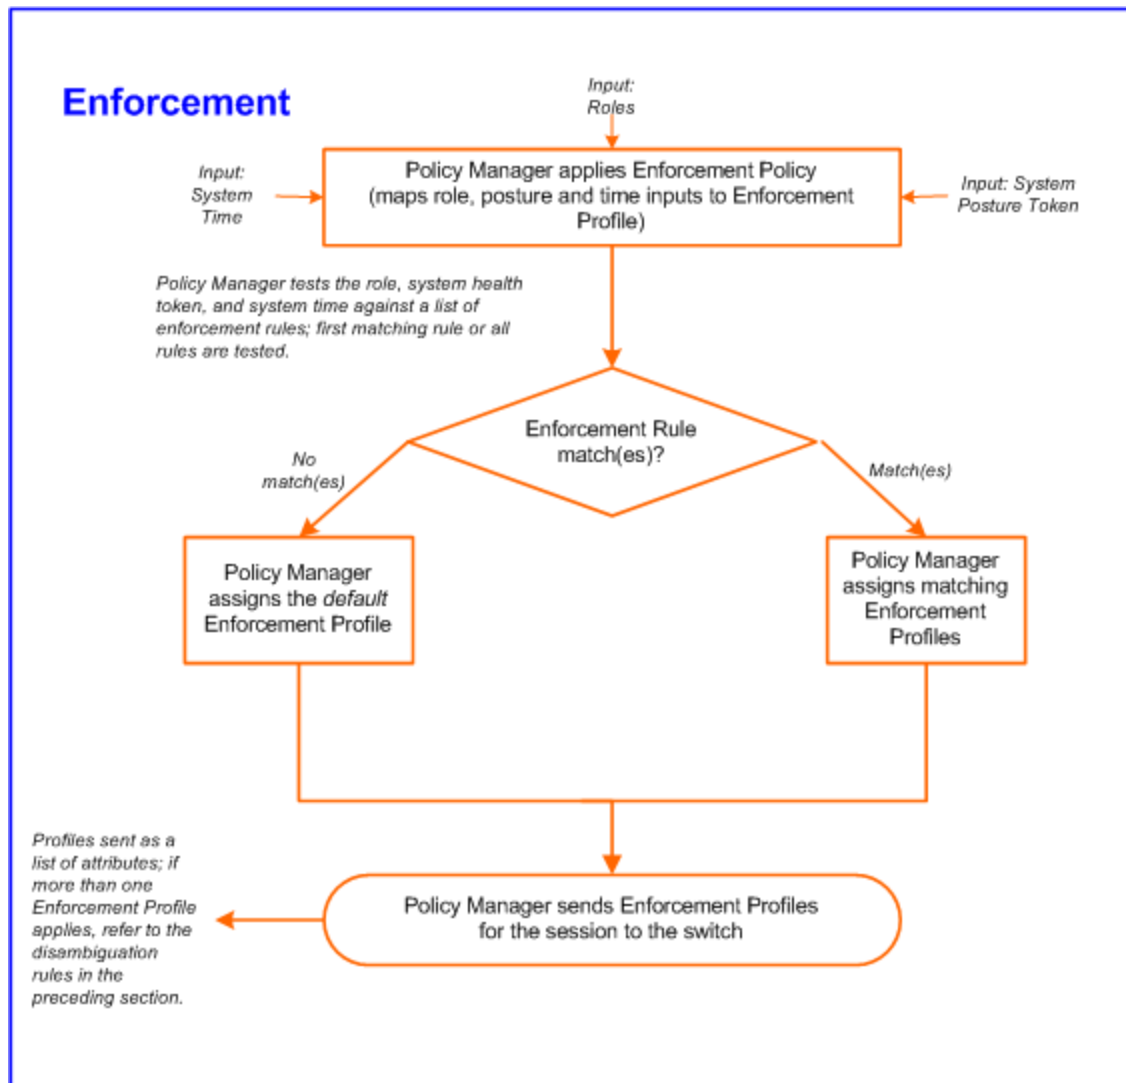 Enforcement
Input:
Roles
Input:
System
Time
Policy Manager applies Enforcement Policy
(maps role, posture and time inputs to Enforcement
Profile)
Input: System
Posture Token
Policy Manager tests the role, system health
token, and system time against a list of
enforcement rules; first matching rule or all
rules are tested.
Enforcement Rule
match(es)?
No
match(es)
Match(es)
Policy Manager
assigns the default
Enforcement Profile
Policy Manager
assigns matching
Enforcement
Profiles
Profiles sent as a
list of attributes; if
more than one
Enforcement Profile
applies, refer to the
disambiguation
rules in the
preceding section.
Policy Manager sends Enforcement Profiles
for the session to the switch